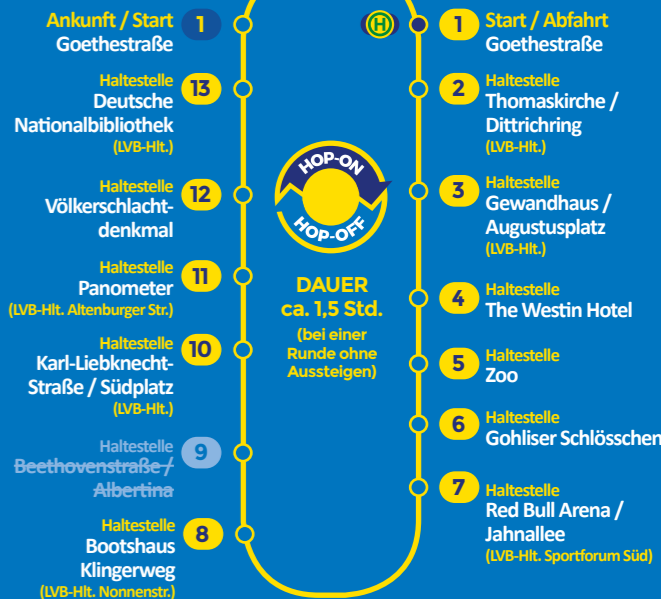 Ankunft / Start
1
Goethestraße
Haltestelle
13
Deutsche
Nationalbibliothek
(LVB-Hlt.)
Haltestelle
12
Völkerschlacht-
denkmal
Haltestelle
11
Panometer
(LVB-Hlt. Altenburger Str.)
Haltestelle
10
Karl-Liebknecht-
Straße / Südplatz
(LVB-Hlt.)
Haltestelle
9
Beethovenstraße /
Albertina
Haltestelle
8
Bootshaus
Klingerweg
(LVB-Hlt. Nonnenstr.)
H
HOP-ON
HOP-OFF
DAUER
ca. 1,5 Std.
(bei einer
Runde ohne
Aussteigen)
1
Start / Abfahrt
Goethestraße
2
Haltestelle
Thomaskirche /
Dittrichring
(LVB-Hlt.)
3
Haltestelle
Gewandhaus /
Augustusplatz
(LVB-Hlt.)
4
Haltestelle
The Westin Hotel
5
Haltestelle
Zoo
6
Haltestelle
Gohliser Schlösschen
7
Haltestelle
Red Bull Arena /
Jahnallee
(LVB-Hlt. Sportforum Süd)